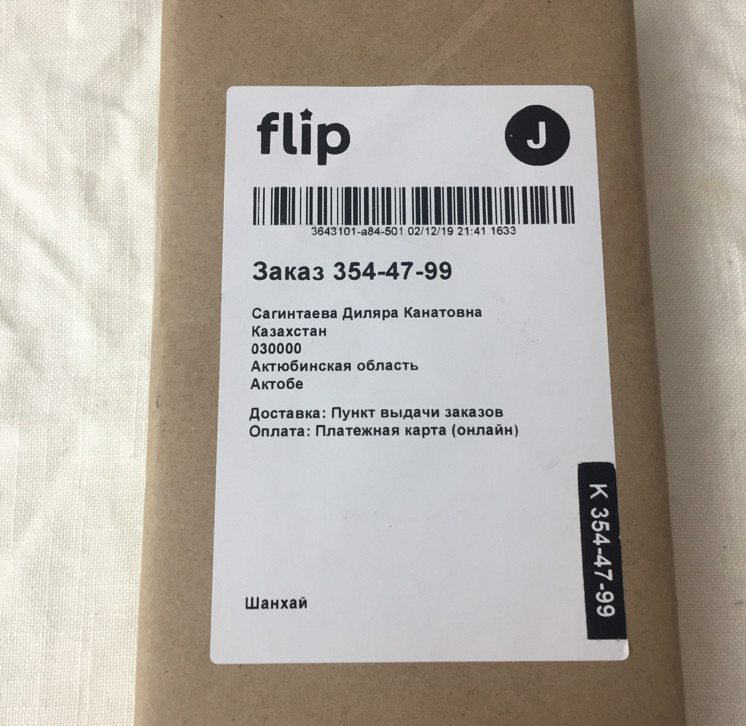 flip
J
3643101-a84-501 02/12/19 21:41 1633
Заказ 354-47-99
Сагинтаева Диляра Канатовна
Казахстан
030000
Актюбинская область
Актобе
Доставка: Пункт выдачи заказов
Оплата: Платежная карта (онлайн)
К 354-47-99
Шанхай